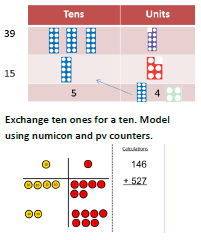 Tens Units
39
15
5 4
Exchange ten ones for a ten. Model
using numicon and pv counters.
Calculations
146
+ 527